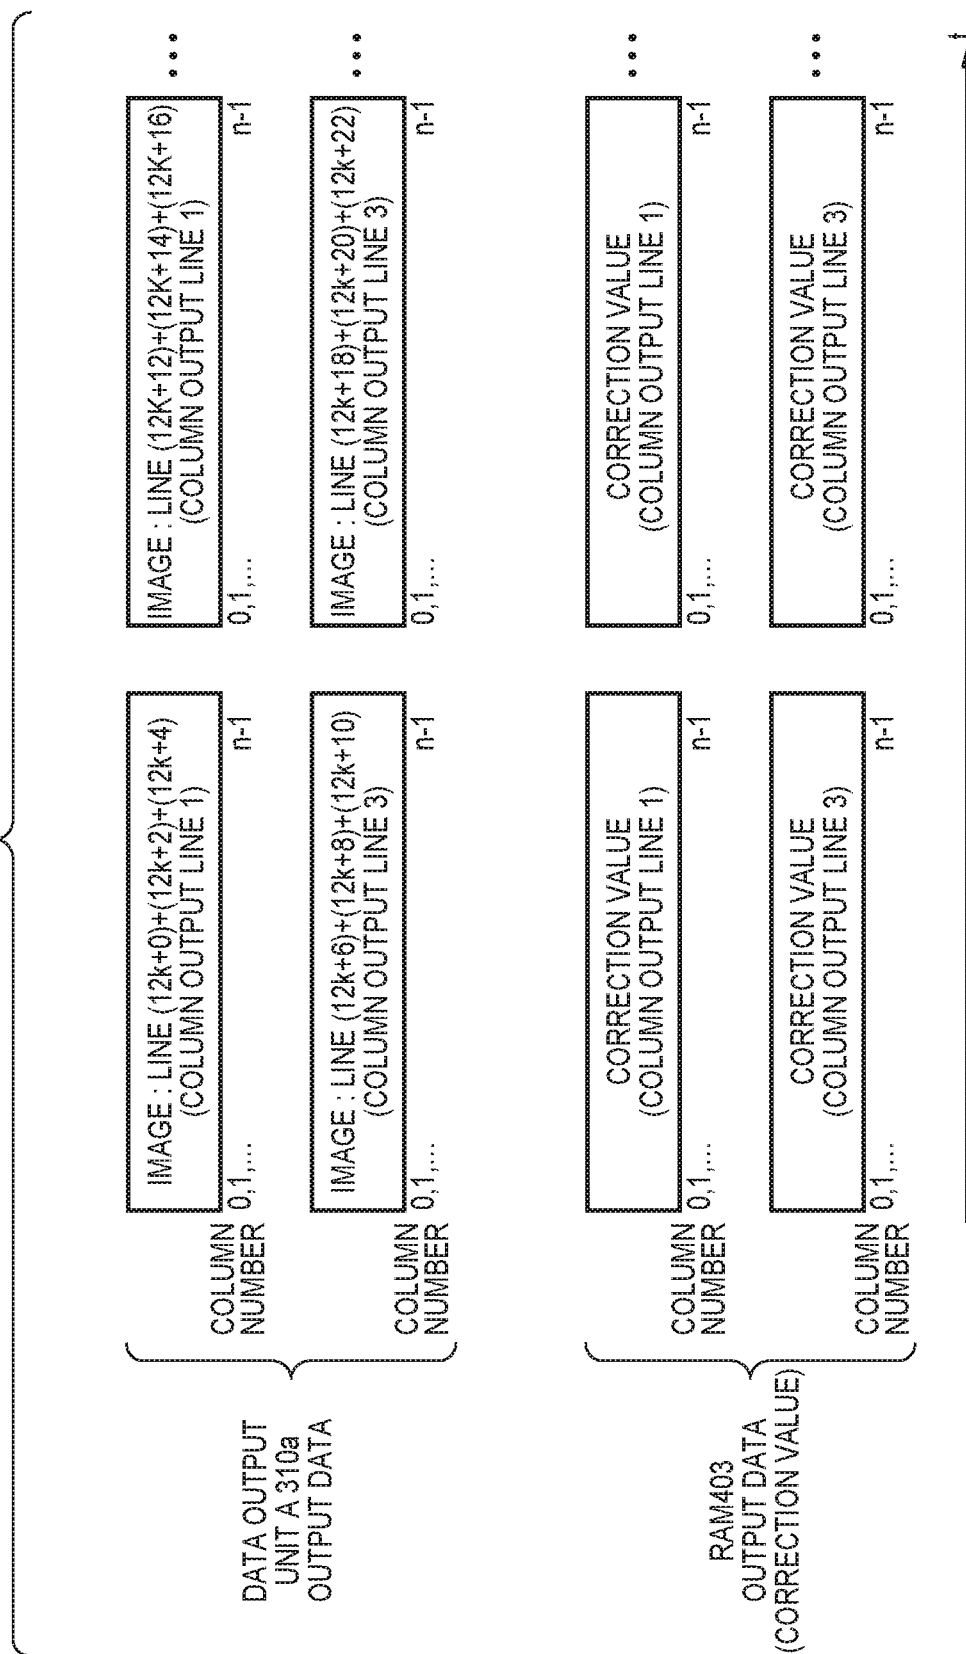 DATA OUTPUT
UNIT A 310a
OUTPUT DATA
IMAGE : LINE (12k+0)+(12k+2)+(12k+4)
(COLUMN OUTPUT LINE 1)
IMAGE : LINE (12K+12)+(12K+14)+(12K+16)
(COLUMN OUTPUT LINE 1)
COLUMN
NUMBER
0,1,...
n-1
0,1,...
n-1
IMAGE : LINE (12k+6)+(12k+8)+(12k+10)
(COLUMN OUTPUT LINE 3)
IMAGE : LINE (12k+18)+(12k+20)+(12k+22)
(COLUMN OUTPUT LINE 3)
COLUMN
NUMBER
0,1,...
n-1
0,1,...
n-1
RAM403
OUTPUT DATA
(CORRECTION VALUE)
CORRECTION VALUE
(COLUMN OUTPUT LINE 1)
CORRECTION VALUE
(COLUMN OUTPUT LINE 1)
COLUMN
NUMBER
0,1,...
n-1
0,1,...
n-1
CORRECTION VALUE
(COLUMN OUTPUT LINE 3)
CORRECTION VALUE
(COLUMN OUTPUT LINE 3)
COLUMN
NUMBER
0,1,...
n-1
0,1,...
n-1
t